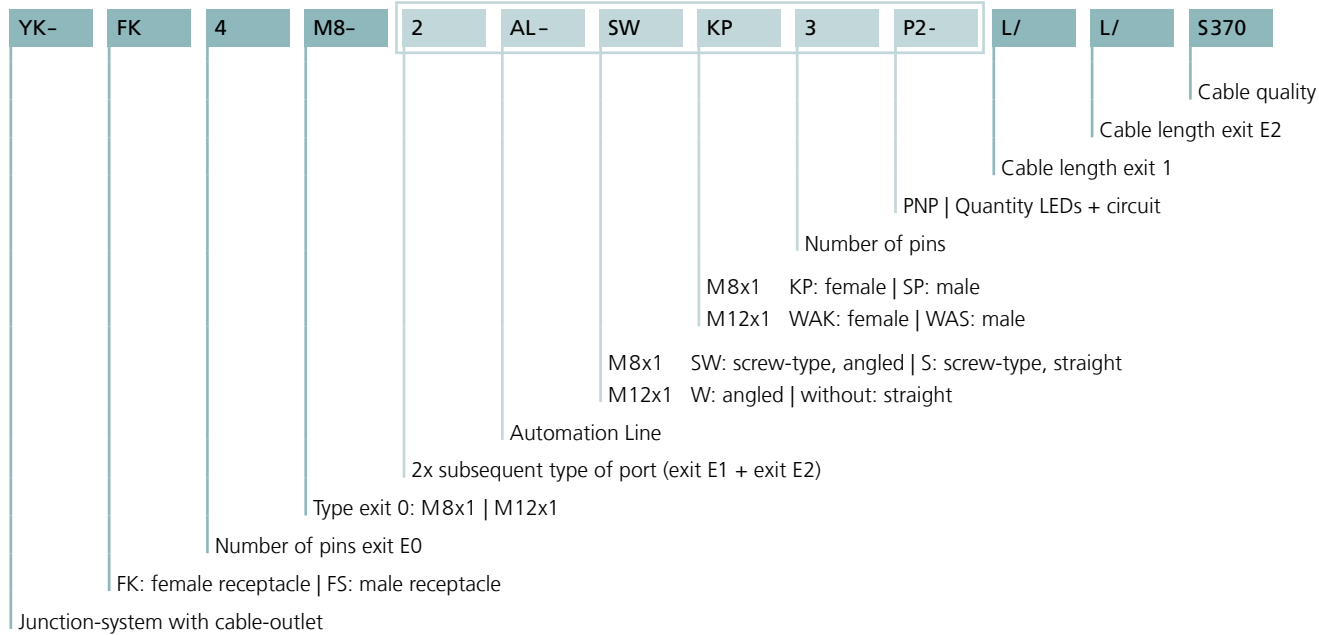 YK– FK 4 M8– 2 AL– SW KP 3 P2- L/ L/ S370
Cable quality
Cable length exit E2
Cable length exit 1
PNP | Quantity LEDs + circuit
Number of pins
M8x1 KP: female | SP: male
M12x1 WAK: female | WAS: male
M8x1 SW: screw-type, angled | S: screw-type, straight
M12x1 W: angled | without: straight
Automation Line
2x subsequent type of port (exit E1 + exit E2)
Type exit 0: M8x1 | M12x1
Number of pins exit E0
FK: female receptacle | FS: male receptacle
Junction-system with cable-outlet